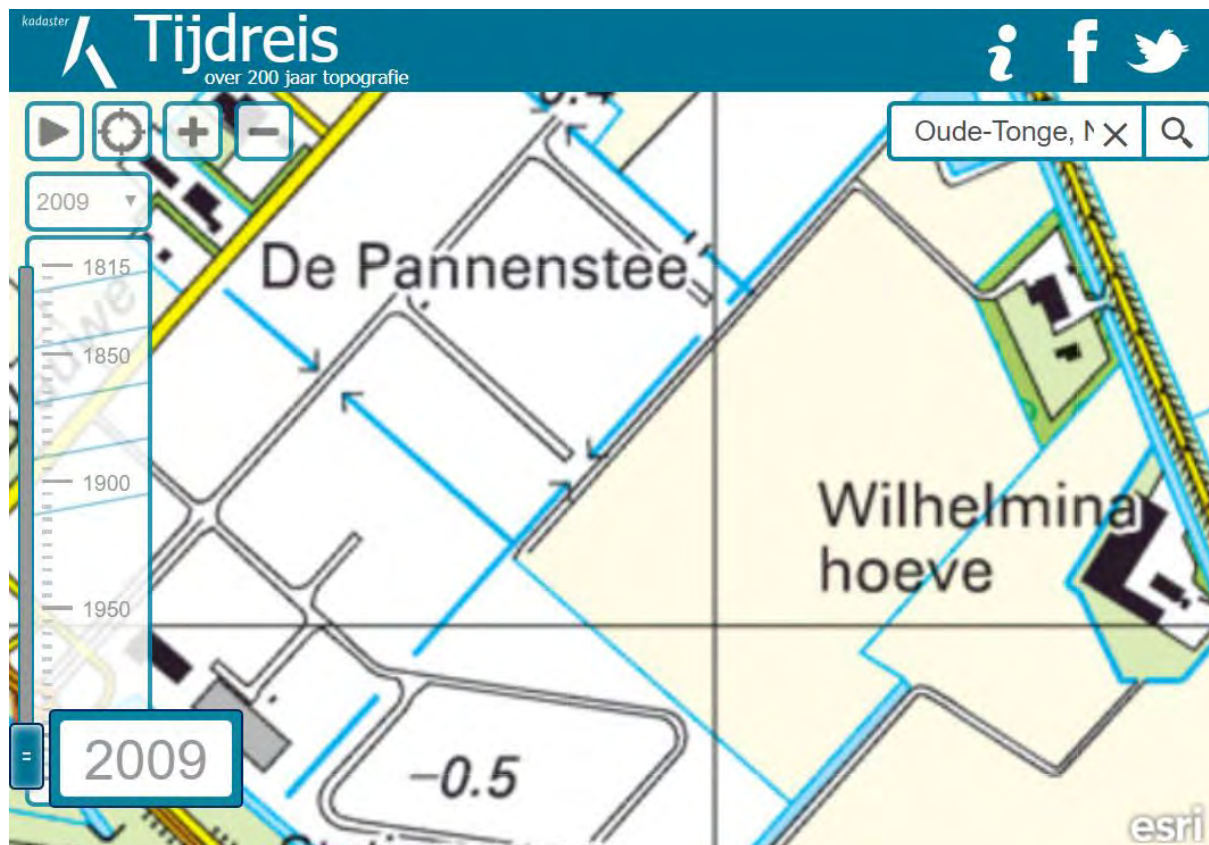 kadaster
Tijdreis
over 200 jaar topografie
Oude-Tonge, N
2009
De Pannenstee
1815
1850
1900
Wilhelmina
hoeve
1950
2009
−0.5
esri